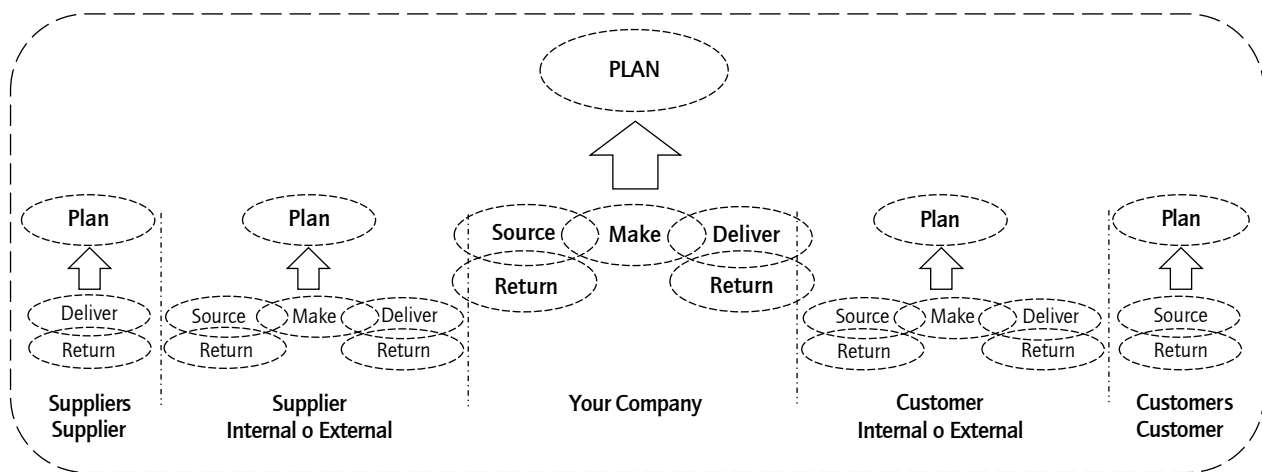 PLAN
Plan
Plan
Source
Make
Deliver
Plan
Plan
Return
Return
Deliver
Source
Make
Deliver
Source
Make
Deliver
Source
Return
Return
Return
Return
Return
Return
Suppliers
Supplier
Supplier
Internal o External
Your Company
Customer
Internal o External
Customers
Customer